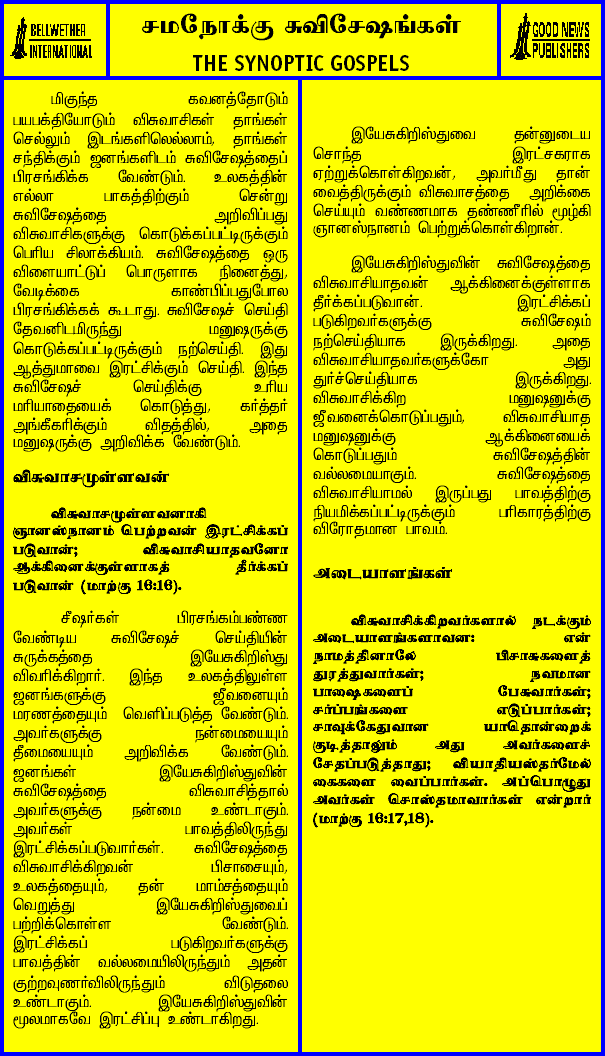 BELLWETHER
INTERNATIONAL
சமநோக்கு சுவிசேஷங்கள்
THE SYNOPTIC GOSPELS
GOOD NEWS
PUBLISHERS
மிகுந்த கவனத்தோடும்
பயபக்தியோடும் விசுவாசிகள் தாங்கள்
செல்லும் இடங்களிலெல்லாம், தாங்கள்
சந்திக்கும் ஜனங்களிடம் சுவிசேஷத்தைப்
பிரசங்கிக்க வேண்டும். உலகத்தின்
எல்லா பாகத்திற்கும் சென்று
சுவிசேஷத்தை அறிவிப்பது
விசுவாசிகளுக்கு கொடுக்கப்பட்டிருக்கும்
பெரிய சிலாக்கியம். சுவிசேஷத்தை ஒரு
விளையாட்டுப் பொருளாக நினைத்து,
வேடிக்கை காண்பிப்பதுபோல
பிரசங்கிக்கக் கூடாது. சுவிசேஷச் செய்தி
தேவனிடமிருந்து மனுஷருக்கு
கொடுக்கப்பட்டிருக்கும் நற்செய்தி. இது
ஆத்துமாவை இரட்சிக்கும் செய்தி. இந்த
சுவிசேஷச் செய்திக்கு உரிய
மரியாதையைக் கொடுத்து, கர்த்தர்
அங்கீகரிக்கும் விதத்தில், அதை
மனுஷருக்கு அறிவிக்க வேண்டும்.
விசுவாசமுள்ளவன்
விசுவாசமுள்ளவனாகி
ஞானஸ்நானம் பெற்றவன் இரட்சிக்கப்
படுவான்; விசுவாசியாதவனோ
ஆக்கினைக்குள்ளாகத் தீர்க்கப்
படுவான் (மாற்கு 16:16).
சீஷர்கள் பிரசங்கம்பண்ண
வேண்டிய சுவிசேஷச் செய்தியின்
சுருக்கத்தை இயேசுகிறிஸ்து
விவரிக்கிறார். இந்த உலகத்திலுள்ள
ஜனங்களுக்கு ஜீவனையும்
மரணத்தையும் வெளிப்படுத்த வேண்டும்.
அவர்களுக்கு நன்மையையும்
தீமையையும் அறிவிக்க வேண்டும்.
ஜனங்கள் இயேசுகிறிஸ்துவின்
சுவிசேஷத்தை விசுவாசித்தால்
அவர்களுக்கு நன்மை உண்டாகும்.
அவர்கள் பாவத்திலிருந்து
இரட்சிக்கப்படுவார்கள். சுவிசேஷத்தை
விசுவாசிக்கிறவன் பிசாசையும்,
உலகத்தையும், தன் மாம்சத்தையும்
வெறுத்து இயேசுகிறிஸ்துவைப்
பற்றிக்கொள்ள வேண்டும்.
இரட்சிக்கப் படுகிறவர்களுக்கு
பாவத்தின் வல்லமையிலிருந்தும் அதன்
குற்றவுணர்விலிருந்தும் விடுதலை
உண்டாகும். இயேசுகிறிஸ்துவின்
மூலமாகவே இரட்சிப்பு உண்டாகிறது.
இயேசுகிறிஸ்துவை தன்னுடைய
சொந்த இரட்சகராக
ஏற்றுக்கொள்கிறவன், அவர்மீது தான்
வைத்திருக்கும் விசுவாசத்தை அறிக்கை
செய்யும் வண்ணமாக தண்ணீரில் மூழ்கி
ஞானஸ்நானம் பெற்றுக்கொள்கிறான்.
இயேசுகிறிஸ்துவின் சுவிசேஷத்தை
விசுவாசியாதவன் ஆக்கினைக்குள்ளாக
தீர்க்கப்படுவான். இரட்சிக்கப்
படுகிறவர்களுக்கு சுவிசேஷம்
நற்செய்தியாக இருக்கிறது. அதை
விசுவாசியாதவர்களுக்கோ அது
துர்ச்செய்தியாக இருக்கிறது.
விசுவாசிக்கிற மனுஷனுக்கு
ஜீவனைக்கொடுப்பதும், விசுவாசியாத
மனுஷனுக்கு ஆக்கினையைக்
கொடுப்பதும் சுவிசேஷத்தின்
வல்லமையாகும். சுவிசேஷத்தை
விசுவாசியாமல் இருப்பது பாவத்திற்கு
நியமிக்கப்பட்டிருக்கும் பரிகாரத்திற்கு
விரோதமான பாவம்.
அடையாளங்கள்
விசுவாசிக்கிறவர்களால் நடக்கும்
அடையாளங்களாவன: என்
நாமத்தினாலே பிசாசுகளைத்
துரத்துவார்கள்; நவமான
பாஷைகளைப் பேசுவார்கள்;
சர்ப்பங்களை எடுப்பார்கள்;
சாவுக்கேதுவான யாதொன்றைக்
குடித்தாலும் அது அவர்களைச்
சேதப்படுத்தாது; வியாதியஸ்தர்மேல்
கைகளை வைப்பார்கள். அப்பொழுது
அவர்கள் சொஸ்தமாவார்கள் என்றார்
(மாற்கு 16:17,18).